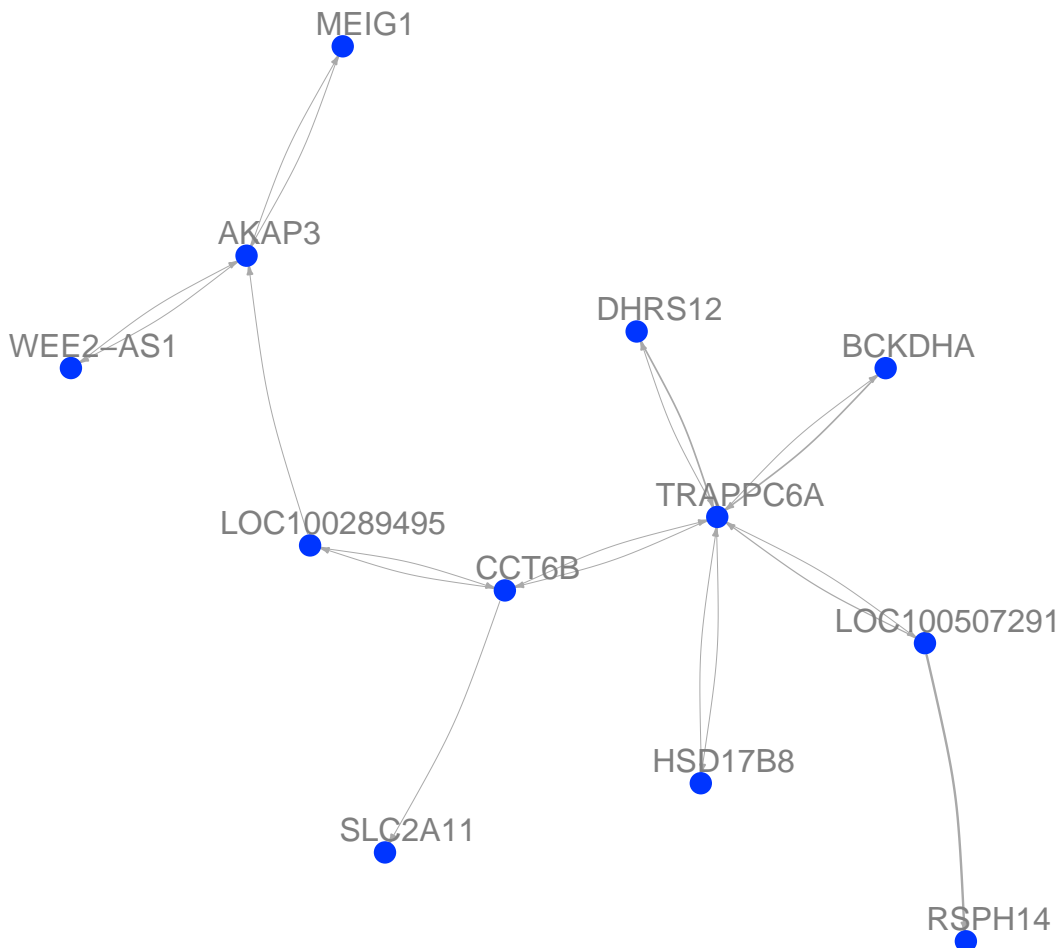 MEIG1
AKAP3
DHRS12
WEE2−AS1
BCKDHA
TRAPPC6A
LOC100289495
CCT6B
LOC100507291
HSD17B8
SLC2A11
RSPH14